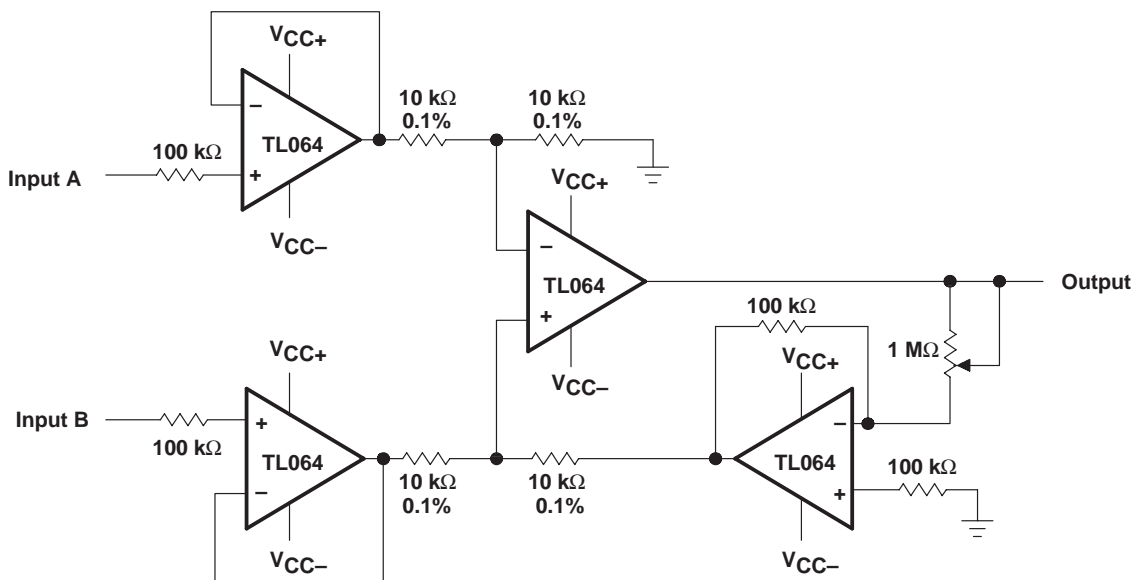 VCC+
10 kΩ
0.1%
10 kΩ
0.1%
−
TL064
100 kΩ
Input A
+
VCC+
VCC−
−
TL064
Output
100 kΩ
+
1 MΩ
VCC+
VCC+
VCC−
Input B
+
−
100 kΩ
TL064
TL064
100 kΩ
−
+
10 kΩ
0.1%
10 kΩ
0.1%
VCC−
VCC−